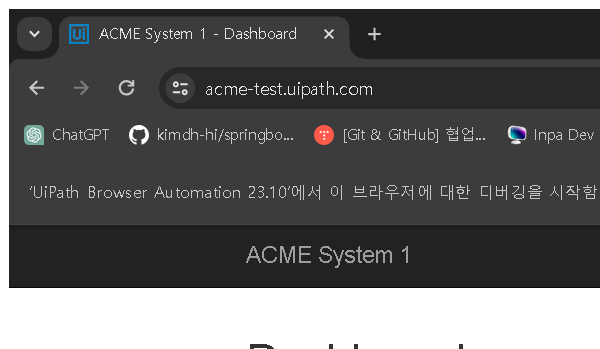 Ui ACME System 1 - Dashboard
acme-test.uipath.com
ChatGPT kimdh-hi/springbo... [Git & GitHub] 협업... Inpa Dev
'UiPath Browser Automation 23.10'에서 이 브라우저에 대한 디버깅을 시작함
ACME System 1